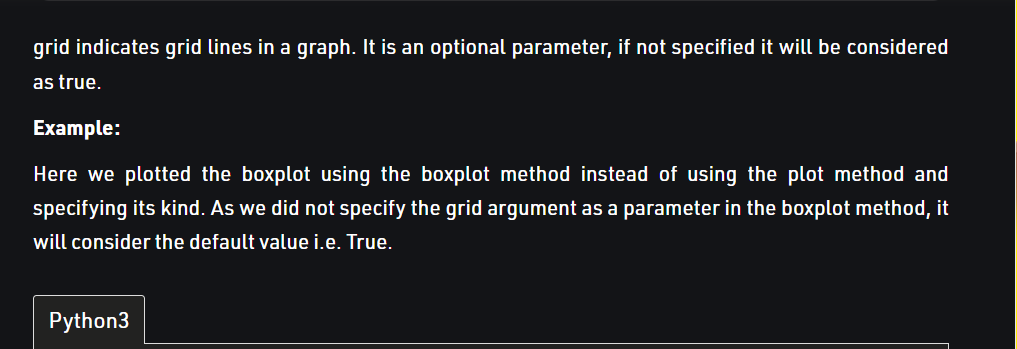 grid indicates grid lines in a graph. It is an optional parameter, if not specified it will be considered
as true.
Example:
Here we plotted the boxplot using the boxplot method instead of using the plot method and
specifying its kind. As we did not specify the grid argument as a parameter in the boxplot method, it
will consider the default value i.e. True.
Python3